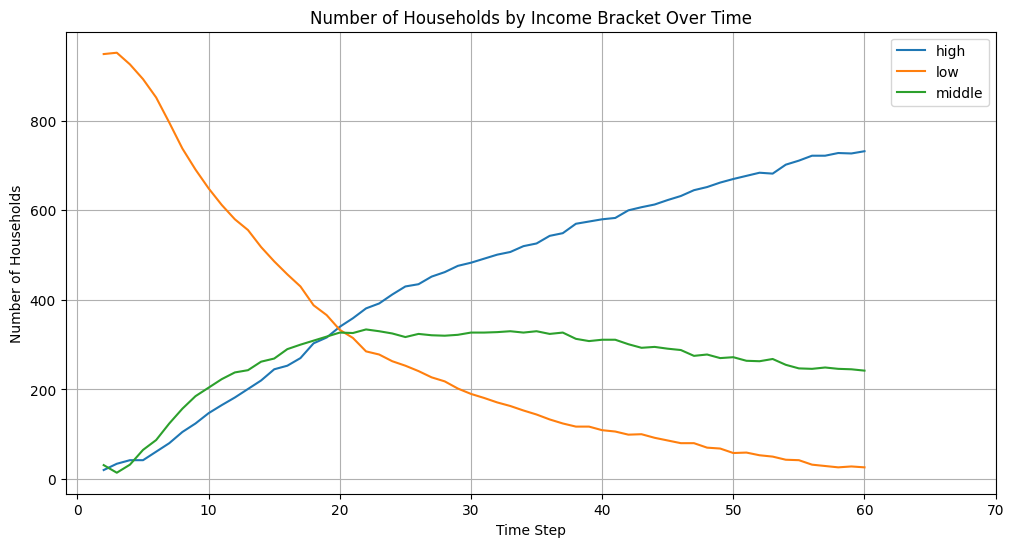 Number of Households by Income Bracket Over Time
high
low
middle
Number of Households
800
600
400
200
0
0 10 20 30 40 50 60 70
Time Step